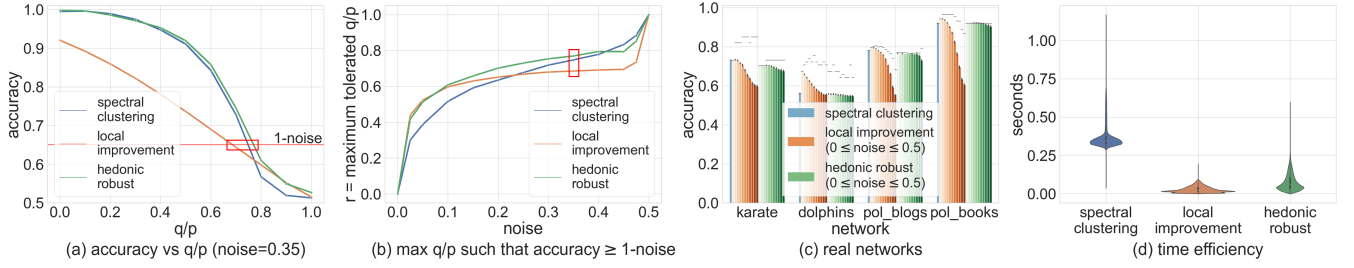 accuracy
1.0
0.9
0.8
0.7
0.6
0.5
spectral
clustering
local
improvement
hedonic
robust
1-noise
0.0
0.2
0.4
0.6
0.8
1.0
q/p
(a) accuracy vs q/p (noise=0.35)
r = maximum tolerated q/p
1.0
0.8
0.6
0.4
0.2
0.0
spectral
clustering
local
improvement
hedonic
robust
0.0
0.1
0.2
0.3
0.4
0.5
noise
(b) max q/p such that accuracy ≥ 1-noise
accuracy
1.0
0.8
0.6
0.4
0.2
0.0
spectral clustering
local improvement
(0 ≤ noise ≤ 0.5)
hedonic robust
(0 ≤ noise ≤ 0.5)
karate
dolphins
pol_blogs
pol_books
network
(c) real networks
seconds
1.00
0.75
0.50
0.25
0.00
spectral
clustering
local
improvement
hedonic
robust
(d) time efficiency